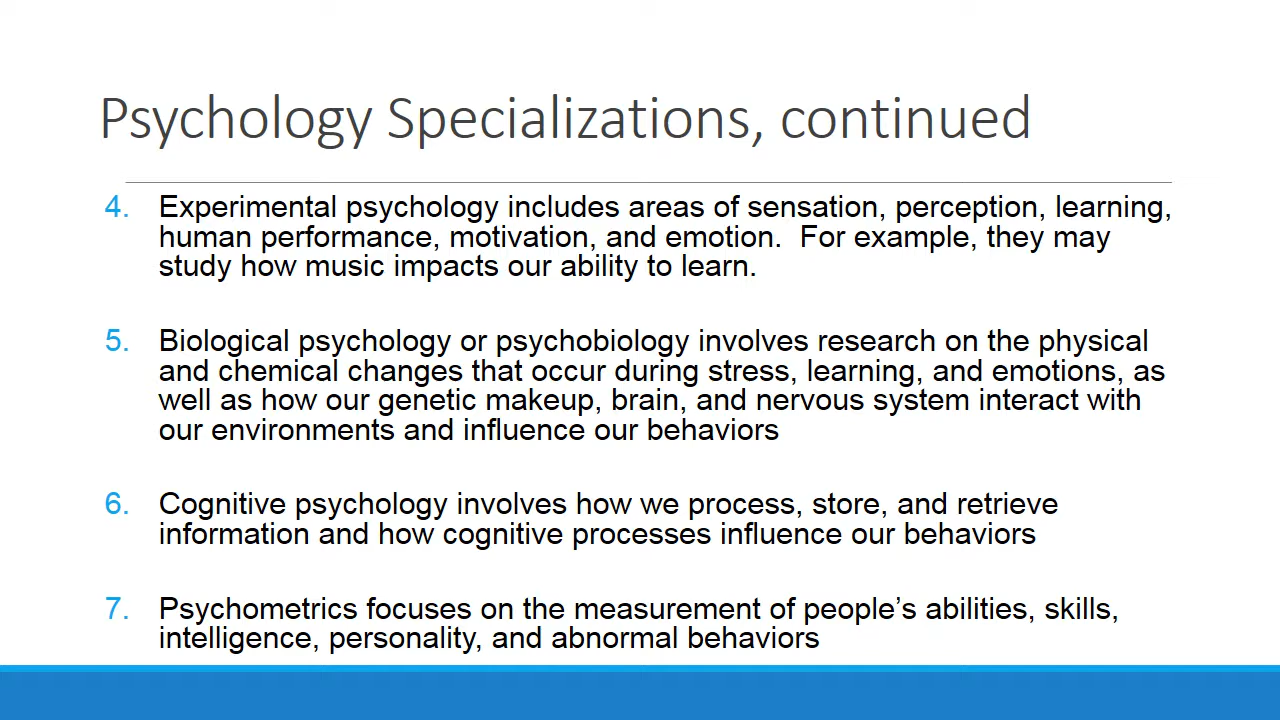 Psychology Specializations, continued
4. Experimental psychology includes areas of sensation, perception, learning,
human performance, motivation, and emotion.  For example, they may
study how music impacts our ability to learn.
5. Biological psychology or psychobiology involves research on the physical
and chemical changes that occur during stress, learning, and emotions, as
well as how our genetic makeup, brain, and nervous system interact with
our environments and influence our behaviors
6. Cognitive psychology involves how we process, store, and retrieve
information and how cognitive processes influence our behaviors
7. Psychometrics focuses on the measurement of people’s abilities, skills,
intelligence, personality, and abnormal behaviors